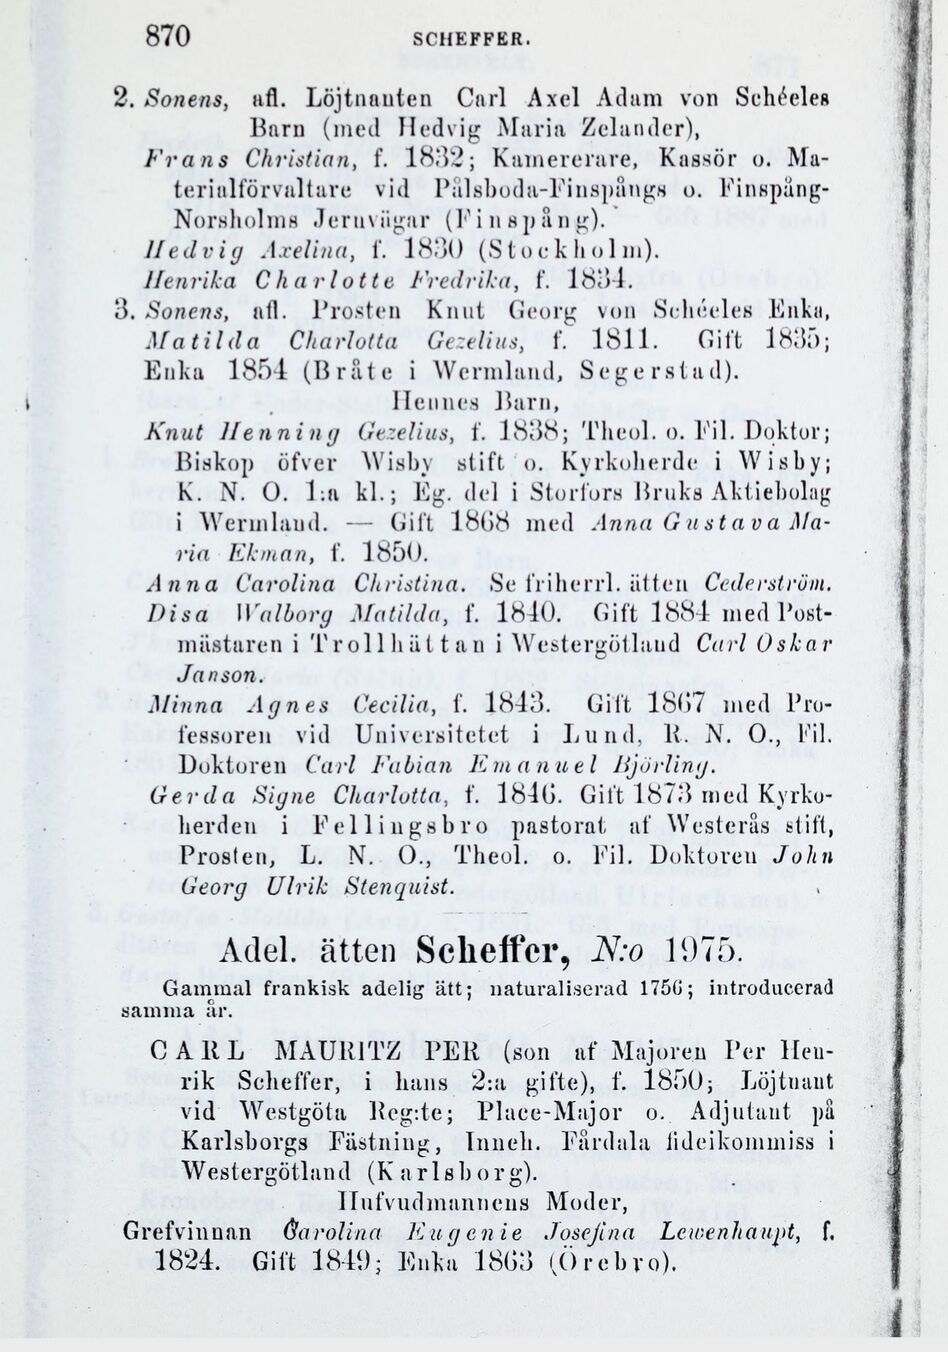 870 SCHEFFER.
2. Sonens, afl. Löjtnanten Carl Axel Adam von Schéeles
Barn (med Hedvig Maria Zelander),
Frans Christian, f. 1832; Kamererare, Kassör o. Ma-
terialförvaltare vid Pålsboda-Finspångs o. Finspång-
Norsholms Jernvägar (Finspång).
Hedvig Axelina, f. 1830 (Stockholm).
Henrika Charlotte Fredrika, f. 1834.
3. Sonens, afl. Prosten Knut Georg von Schéeles Enka,
Matilda Charlotta Gezelius, f. 1811. Gift 1835;
Enka 1854 (Bråte i Wermland, Segerstad).
Hennes Barn,
Knut Henning Gezelius, f. 1838; Theol. o. Fil. Doktor;
Biskop öfver Wisby stift o. Kyrkoherde i Wisby;
K. N. O. 1:a kl.; Eg. del i Storfors Bruks Aktiebolag
i Wermland. — Gift 1868 med Anna Gustava Ma-
ria Ekman, f. 1850.
Anna Carolina Christina. Se friherrl. ätten Cederström.
Disa Walborg Matilda, f. 1840. Gift 1884 med Post-
mästaren i Trollhättan i Westergötland Carl Oskar
Janson.
Minna Agnes Cecilia, f. 1843. Gift 1867 med Pro-
fessoren vid Universitetet i Lund, R. N. O., Fil.
Doktoren Carl Fabian Emanuel Björling.
Gerda Signe Charlotta, f. 1846. Gift 1873 med Kyrko-
herden i Fellingsbro pastorat af Westerås stift,
Prosten, L. N. O., Theol. o. Fil. Doktoren John
Georg Ulrik Stenquist.
Adel. ätten Scheffer, N:o 1975.
Gammal frankisk adelig ätt; naturaliserad 1756; introducerad
samma år.
CARL MAURITZ PER (son af Majoren Per Hen-
rik Scheffer, i hans 2:a gifte), f. 1850; Löjtnant
vid Westgöta Reg:te; Place-Major o. Adjutant på
Karlsborgs Fästning, Inneh. Fårdala fideikommiss i
Westergötland (Karlsborg).
Hufvudmannens Moder,
Grefvinnan Carolina Eugenie Josefina Lewenhaupt, f.
1824. Gift 1849; Enka 1863 (Örebro).